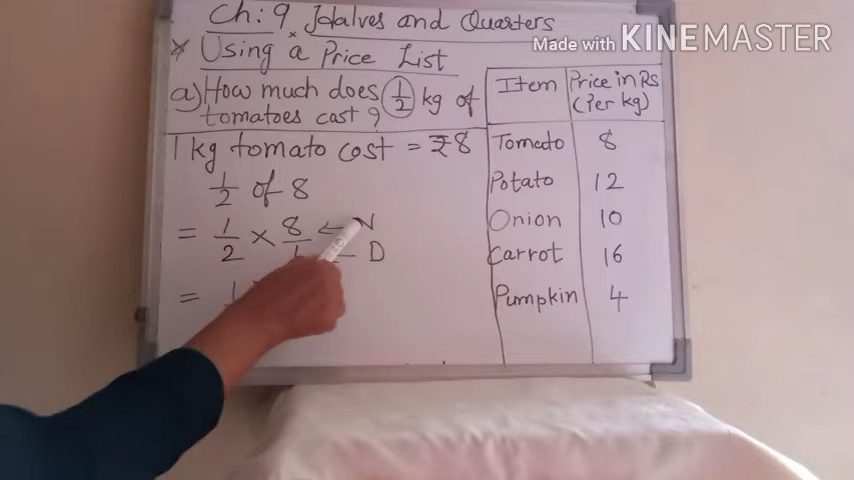 Ch: 9 Halves and Quarters
Made with KINEMASTER
Using a Price List
a) How much does 1/2 kg of
tomatoes cost ?
1 kg tomato cost = ₹8
1/2 of 8
= 1/2 × 8 ← N
← D
= 1
Item Price in Rs (Per kg)
Tomato 8
Potato 12
Onion 10
Carrot 16
Pumpkin 4